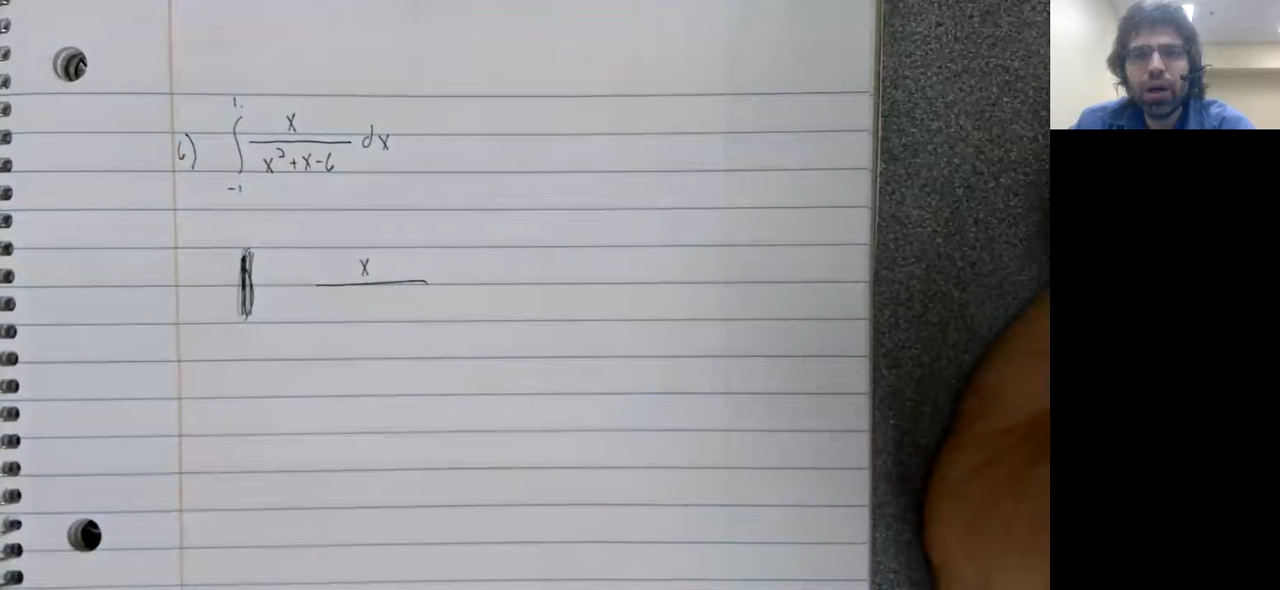 6) ∫_{-1}^{1.} x/(x²+x-6) dx
x